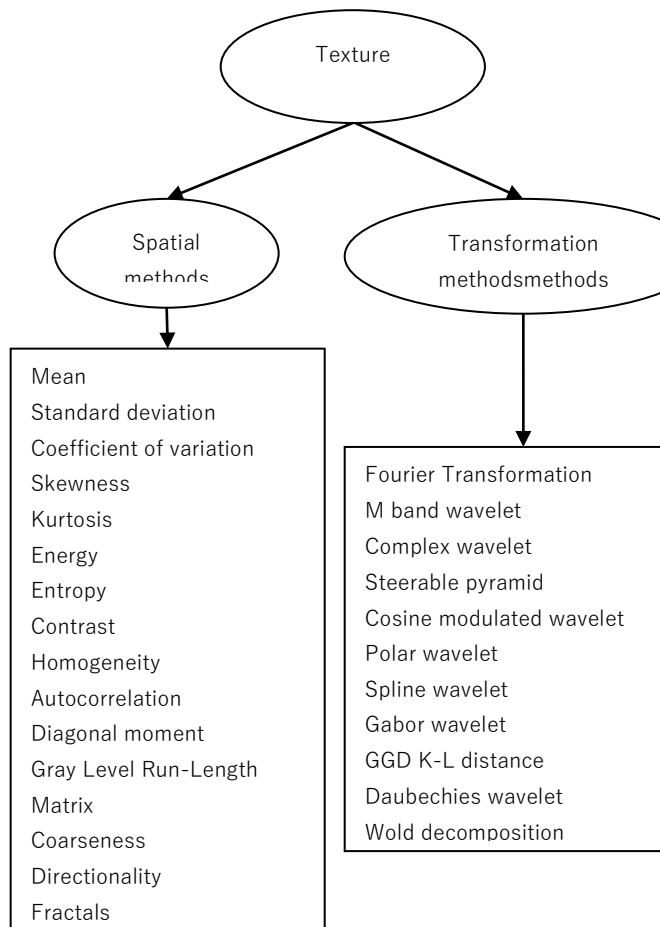 Texture
Spatial
methods
Transformation
methodsmethods
Mean
Standard deviation
Coefficient of variation
Skewness
Kurtosis
Energy
Entropy
Contrast
Homogeneity
Autocorrelation
Diagonal moment
Gray Level Run-Length
Matrix
Coarseness
Directionality
Fractals
Fourier Transformation
M band wavelet
Complex wavelet
Steerable pyramid
Cosine modulated wavelet
Polar wavelet
Spline wavelet
Gabor wavelet
GGD K-L distance
Daubechies wavelet
Wold decomposition